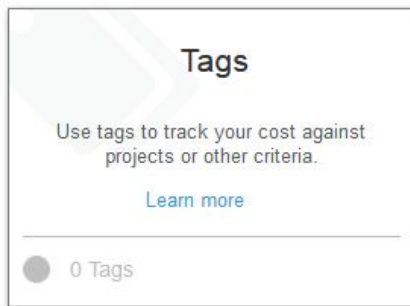 Tags
Use tags to track your cost against
projects or other criteria.
Learn more
0 Tags